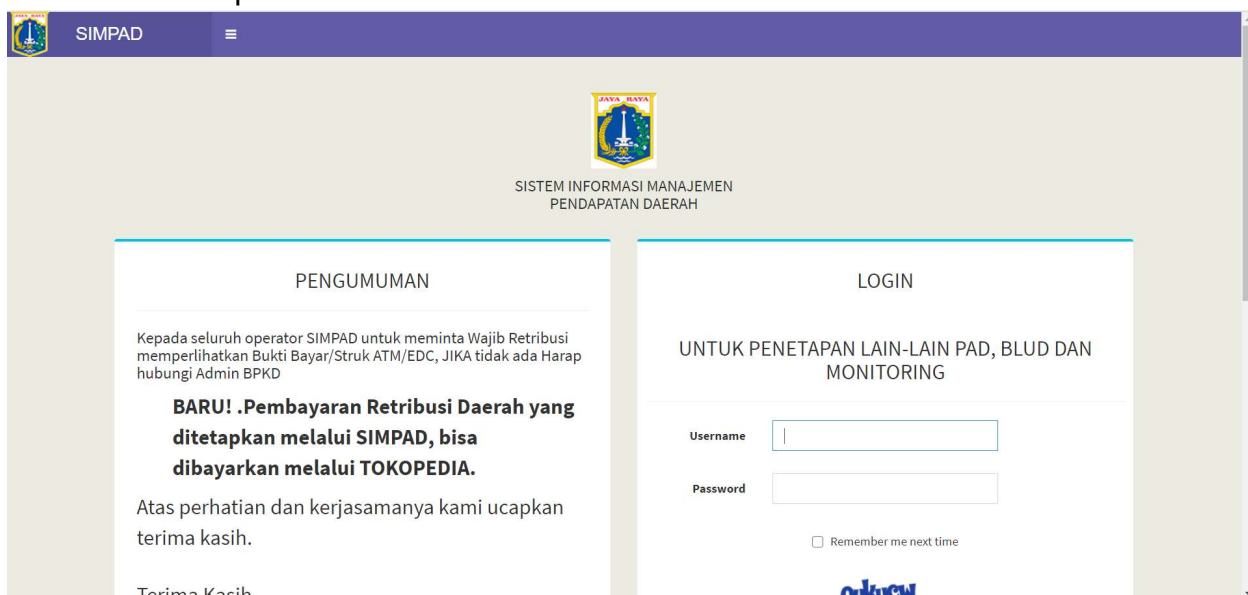 SIMPAD
JAYA RAYA
SISTEM INFORMASI MANAJEMEN
PENDAPATAN DAERAH
PENGUMUMAN
Kepada seluruh operator SIMPAD untuk meminta Wajib Retribusi
memperlihatkan Bukti Bayar/Struk ATM/EDC, JIKA tidak ada Harap
hubungi Admin BPKD
BARU! .Pembayaran Retribusi Daerah yang
ditetapkan melalui SIMPAD, bisa
dibayarkan melalui TOKOPEDIA.
Atas perhatian dan kerjasamanya kami ucapkan
terima kasih.
Terima Kasih
LOGIN
UNTUK PENETAPAN LAIN-LAIN PAD, BLUD DAN
MONITORING
Username
Password
Remember me next time